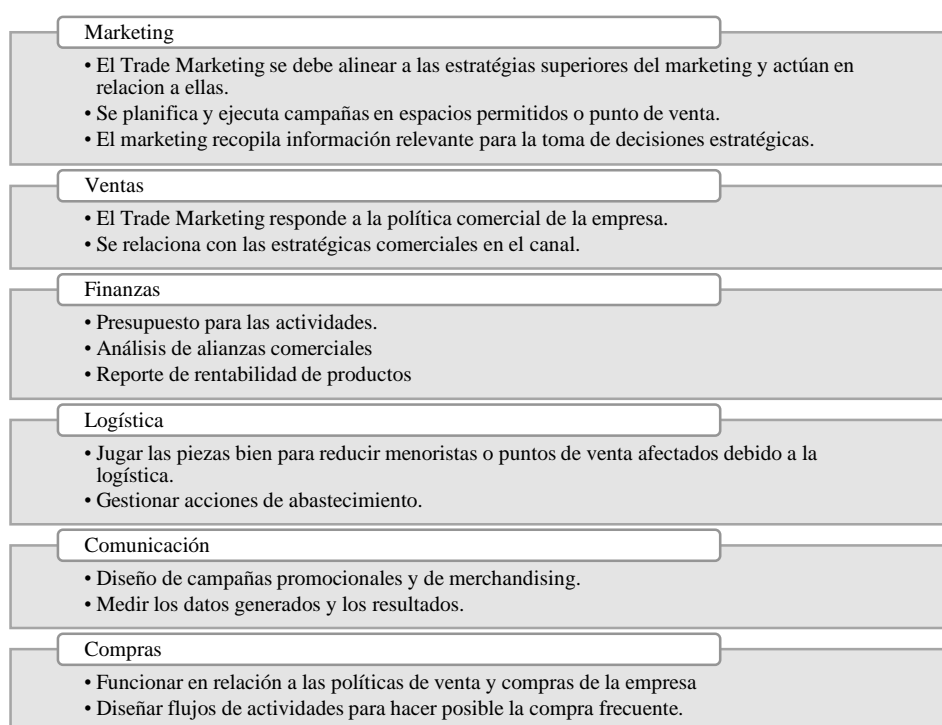 Marketing
• El Trade Marketing se debe alinear a las estratégias superiores del marketing y actúan en
relacion a ellas.
• Se planifica y ejecuta campañas en espacios permitidos o punto de venta.
• El marketing recopila información relevante para la toma de decisiones estratégicas.
Ventas
• El Trade Marketing responde a la política comercial de la empresa.
• Se relaciona con las estratégicas comerciales en el canal.
Finanzas
• Presupuesto para las actividades.
• Análisis de alianzas comerciales
• Reporte de rentabilidad de productos
Logística
• Jugar las piezas bien para reducir menoristas o puntos de venta afectados debido a la
logística.
• Gestionar acciones de abastecimiento.
Comunicación
• Diseño de campañas promocionales y de merchandising.
• Medir los datos generados y los resultados.
Compras
• Funcionar en relación a las políticas de venta y compras de la empresa
• Diseñar flujos de actividades para hacer posible la compra frecuente.